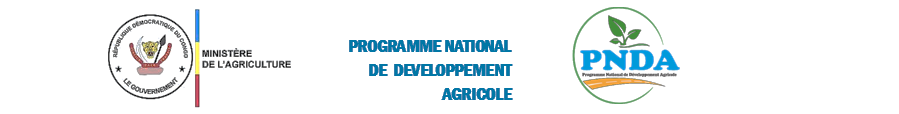 RÉPUBLIQUE DÉMOCRATIQUE DU CONGO
LE GOUVERNEMENT
MINISTÈRE
DE L'AGRICULTURE
PROGRAMME NATIONAL
DE DEVELOPPEMENT
AGRICOLE
PNDA
Programme National de Développement Agricole